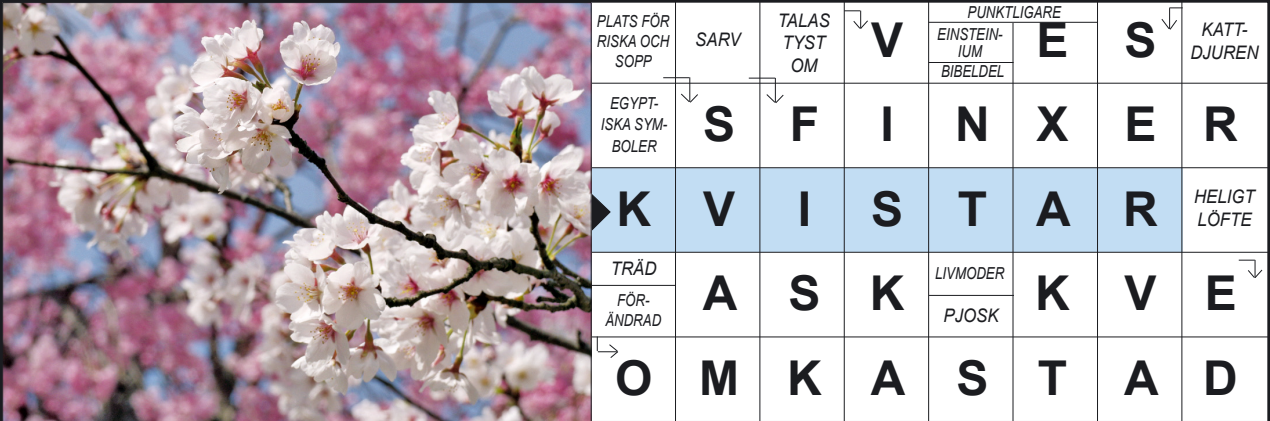 PLATS FÖR
RISKA OCH
SOPP
SARV
TALAS
TYST
OM
V
PUNKTLIGARE
EINSTEIN-
IUM
BIBELDEL
E
S
KATT-
DJUREN
EGYPT-
ISKA SYM-
BOLER
S F I N X E R
K V I S T A R
HELIGT
LÖFTE
TRÄD
FÖR-
ÄNDRAD
A S K
LIVMODER
PJOSK
K V E
O M K A S T A D